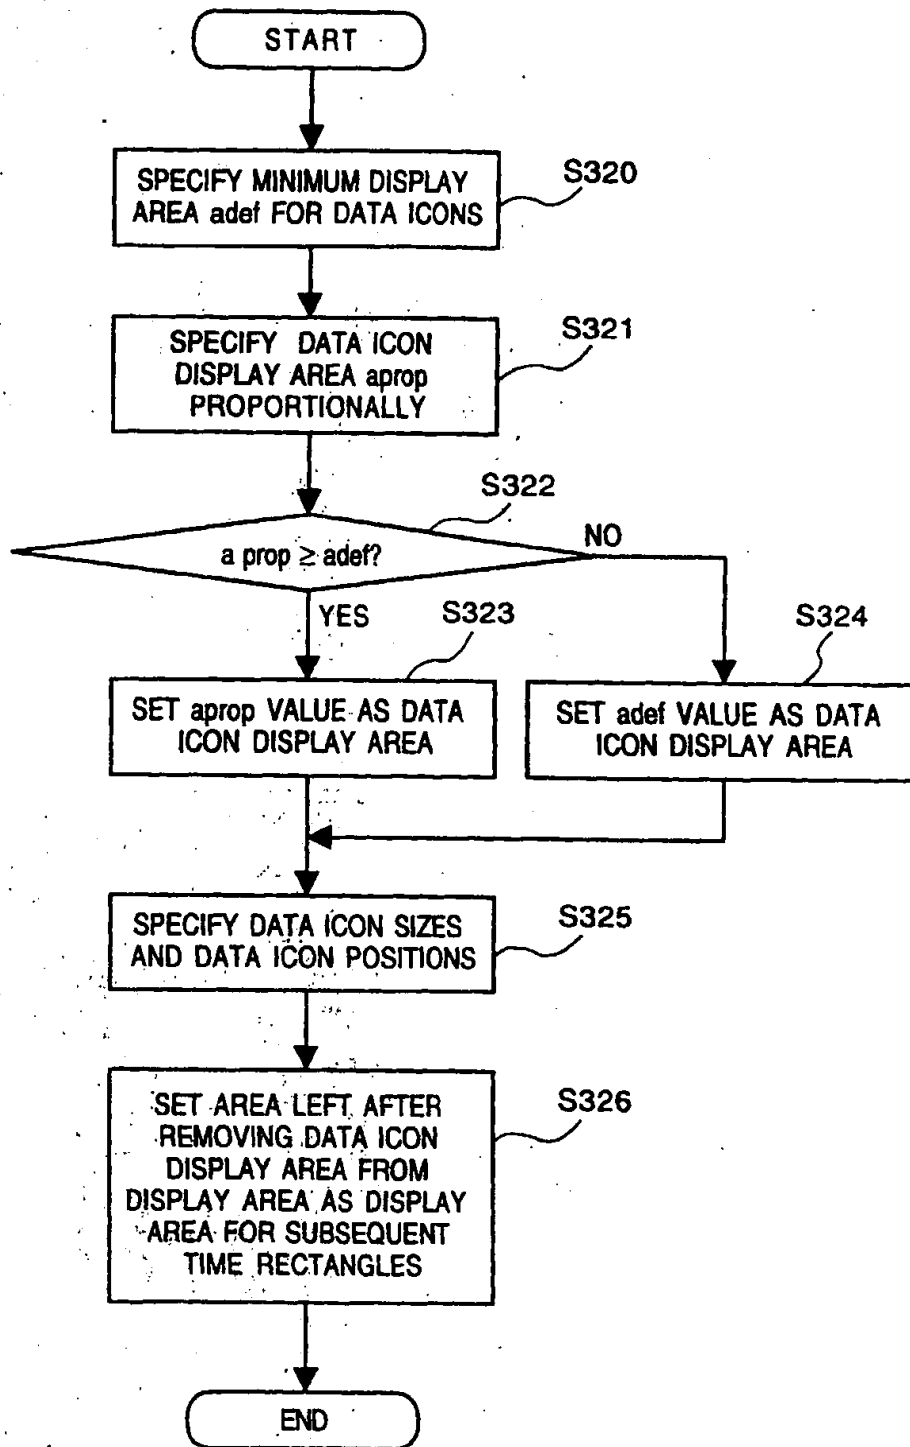 START
SPECIFY MINIMUM DISPLAY
AREA adef FOR DATA ICONS
S320
SPECIFY DATA ICON
DISPLAY AREA aprop
PROPORTIONALLY
S321
a prop ≥ adef?
S322
NO
YES
SET aprop VALUE AS DATA
ICON DISPLAY AREA
S323
SET adef VALUE AS DATA
ICON DISPLAY AREA
S324
SPECIFY DATA ICON SIZES
AND DATA ICON POSITIONS
S325
SET AREA LEFT AFTER
REMOVING DATA ICON
DISPLAY AREA FROM
DISPLAY AREA AS DISPLAY
AREA FOR SUBSEQUENT
TIME RECTANGLES
S326
END